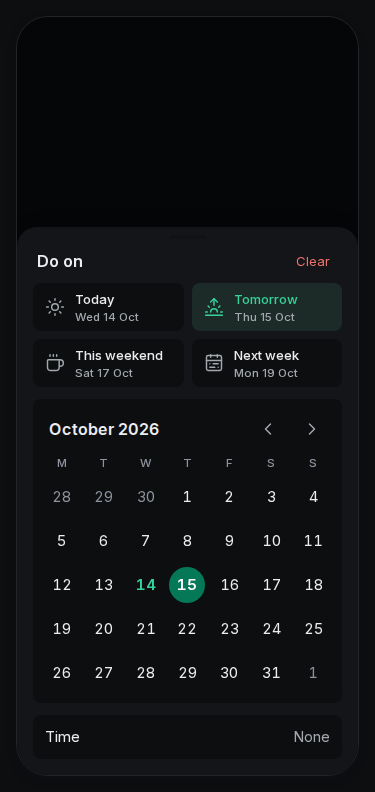 Do on Clear
Today Tomorrow
Wed 14 Oct Thu 15 Oct
This weekend Next week
Sat 17 Oct Mon 19 Oct
October 2026
M T W T F S S
28 29 30 1 2 3 4
5 6 7 8 9 10 11
12 13 14 15 16 17 18
19 20 21 22 23 24 25
26 27 28 29 30 31 1
Time None